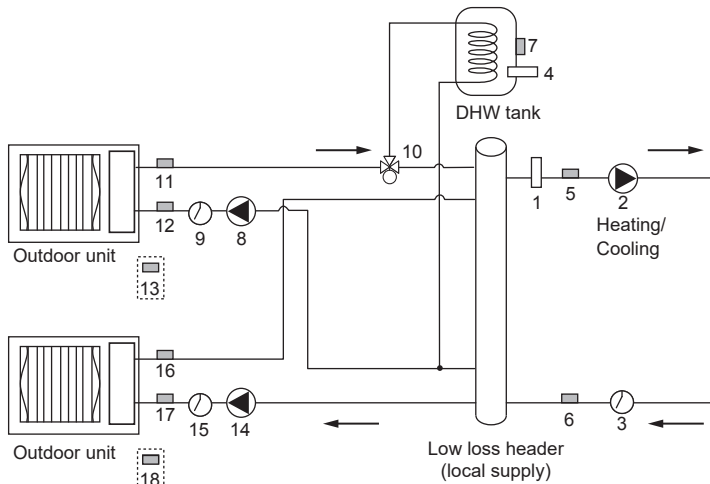 7
4
DHW tank
10
11
1
5
2
12
9
8
Heating/
Cooling
Outdoor unit
13
16
17
15
14
6
3
Outdoor unit
Low loss header
(local supply)
18